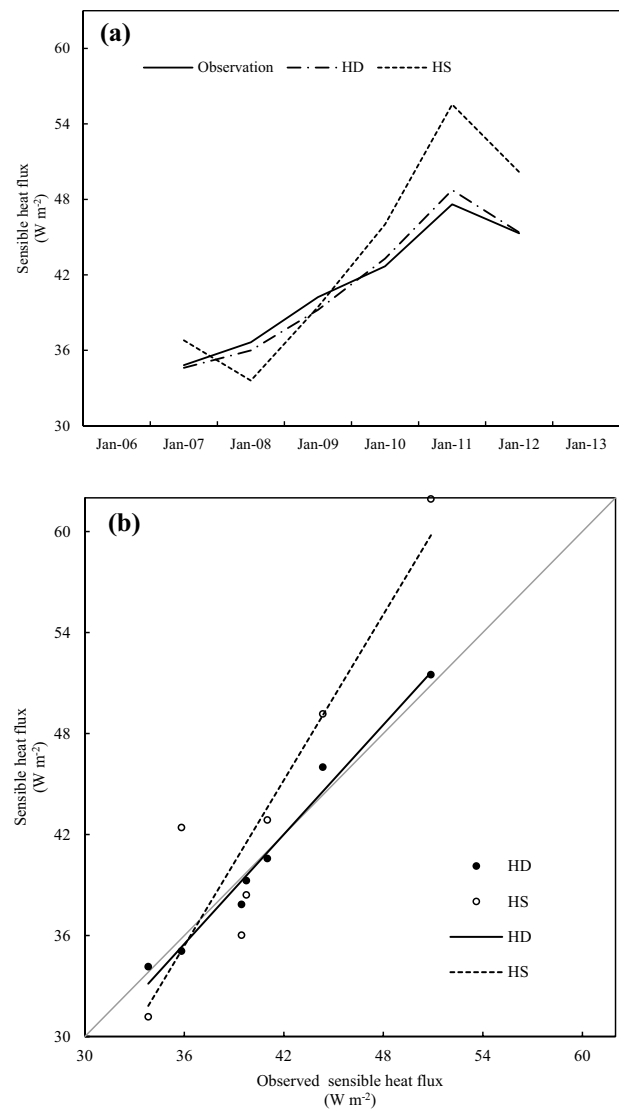 (a)
Observation HD HS
60
54
48
42
36
30
Sensible heat flux
(W m-2)
Jan-06 Jan-07 Jan-08 Jan-09 Jan-10 Jan-11 Jan-12 Jan-13
(b)
60
54
48
42
36
30
Sensible heat flux
(W m-2)
HD
HS
HD
HS
30 36 42 48 54 60
Observed sensible heat flux
(W m-2)